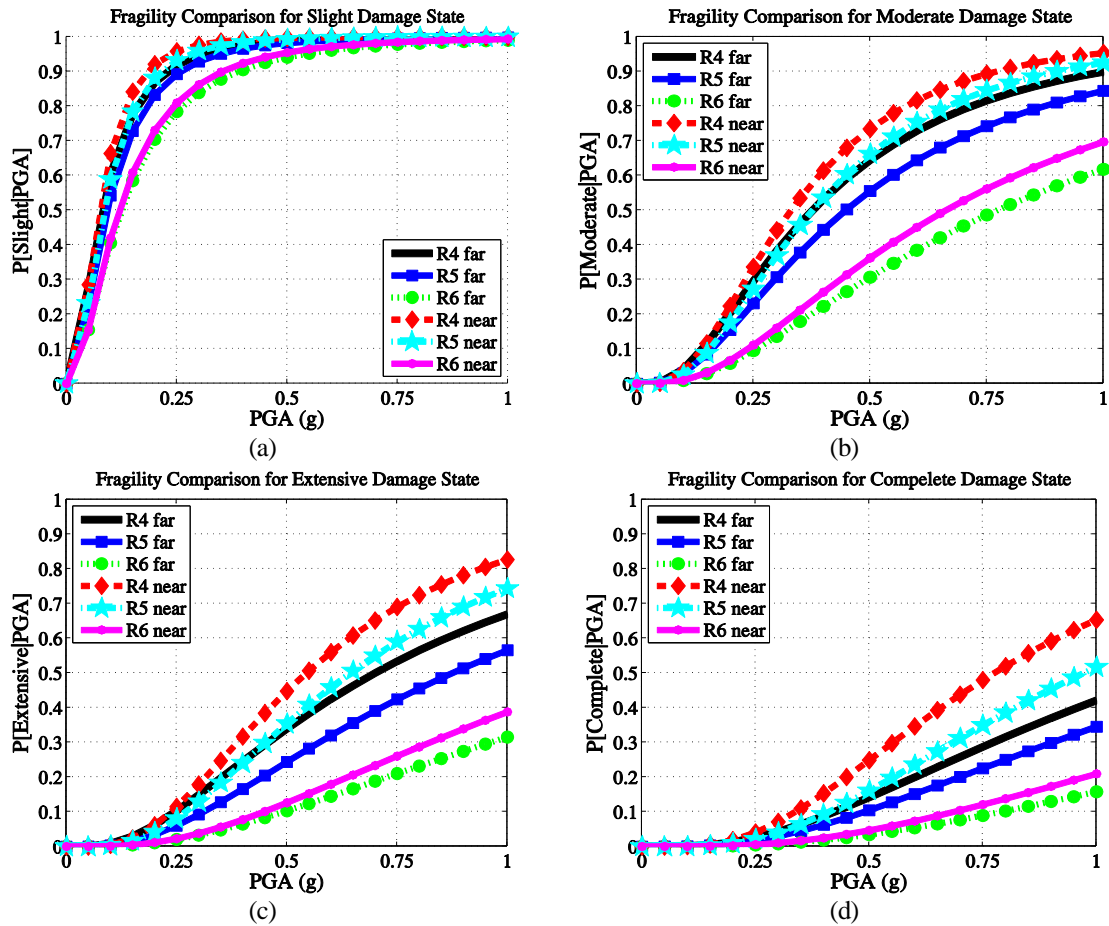 Fragility Comparison for Slight Damage State
1
0.9
0.8
0.7
0.6
0.5
0.4
0.3
0.2
0.1
0
P[Slight|PGA]
R4 far
R5 far
R6 far
R4 near
R5 near
R6 near
0 0.25 0.5 0.75 1
PGA (g)
(a)
Fragility Comparison for Moderate Damage State
1
0.9
0.8
0.7
0.6
0.5
0.4
0.3
0.2
0.1
0
P[Moderate|PGA]
R4 far
R5 far
R6 far
R4 near
R5 near
R6 near
0 0.25 0.5 0.75 1
PGA (g)
(b)
Fragility Comparison for Extensive Damage State
1
0.9
0.8
0.7
0.6
0.5
0.4
0.3
0.2
0.1
0
P[Extensive|PGA]
R4 far
R5 far
R6 far
R4 near
R5 near
R6 near
0 0.25 0.5 0.75 1
PGA (g)
(c)
Fragility Comparison for Compelete Damage State
1
0.9
0.8
0.7
0.6
0.5
0.4
0.3
0.2
0.1
0
P[Complete|PGA]
R4 far
R5 far
R6 far
R4 near
R5 near
R6 near
0 0.25 0.5 0.75 1
PGA (g)
(d)